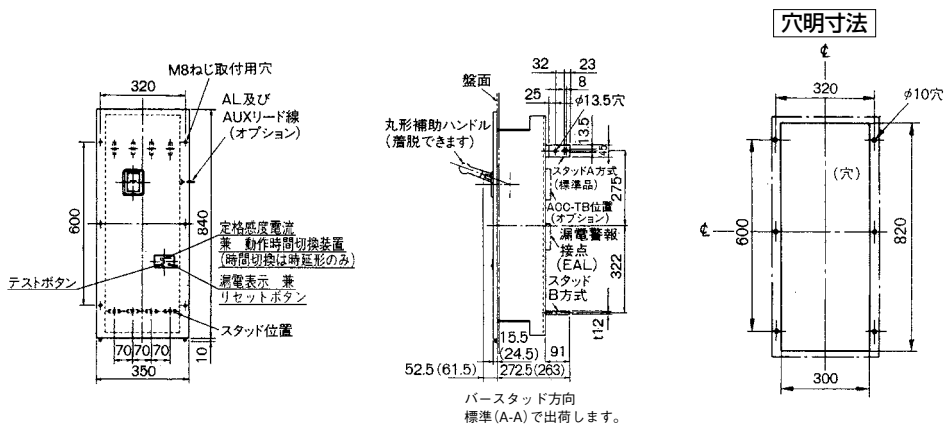 穴明寸法
M8ねじ取付用穴
320
AL及び
AUXリード線
(オプション)
600
840
定格感度電流
兼 動作時間切換装置
(時間切換は時延形のみ)
テストボタン
漏電表示 兼
リセットボタン
スタッド位置
70 70 70
10
350
盤面
32
23
8
25
φ13.5穴
13.5
45
丸形補助ハンドル
(着脱できます)
スタッドA方式
(標準品)
275
ACC-TB位置
(オプション)
漏電警報
接点
(EAL)
322
スタッド
B方式
t12
15.5
(24.5)
91
52.5(61.5)
272.5(263)
バースタッド方向
標準(A-A)で出荷します。
℄
320
φ10穴
(穴)
℄
600
820
300